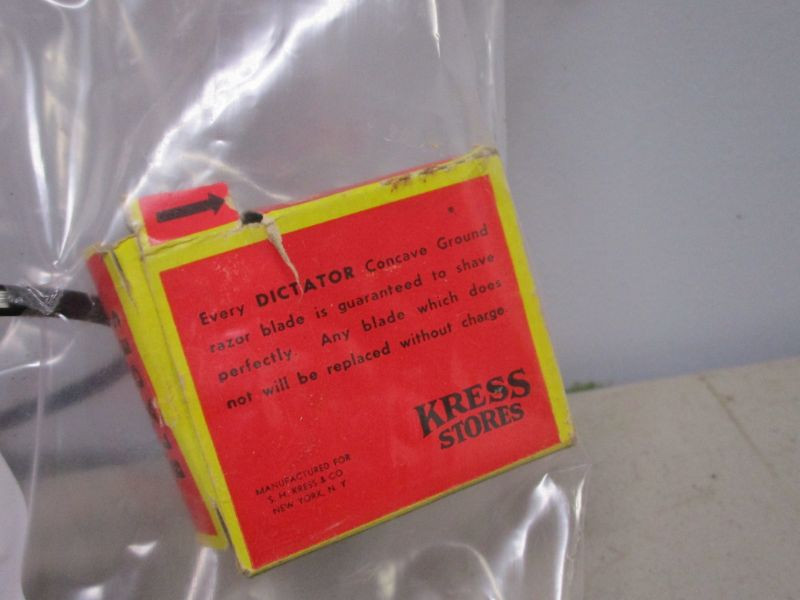 Every DICTATOR Concave Ground
razor blade is guaranteed to shave
perfectly. Any blade which does
not will be replaced without charge
KRESS
STORES
MANUFACTURED FOR
S. H. KRESS & CO.
NEW YORK, N. Y.